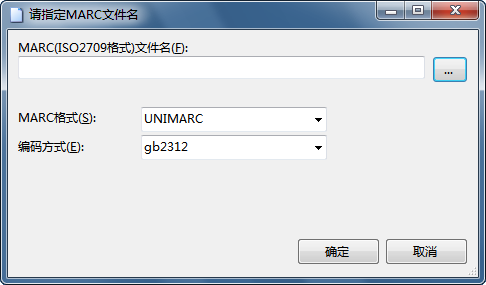 请指定MARC文件名
MARC(ISO2709格式)文件名(F):
...
MARC格式(S): UNIMARC
编码方式(E): gb2312
确定 取消